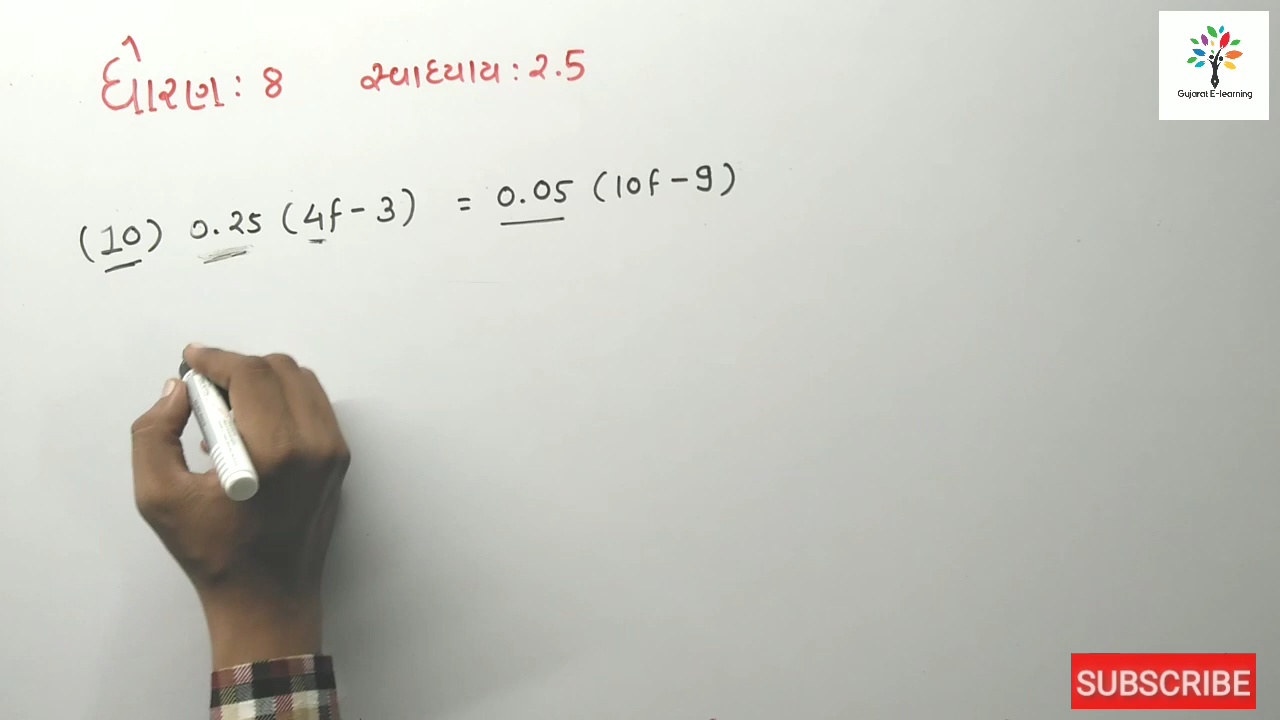 ધોરણ : 8 સ્વાધ્યાય : 2.5
Gujarat E-learning
(10) 0.25 (4f - 3) = 0.05 (10f - 9)
SUBSCRIBE